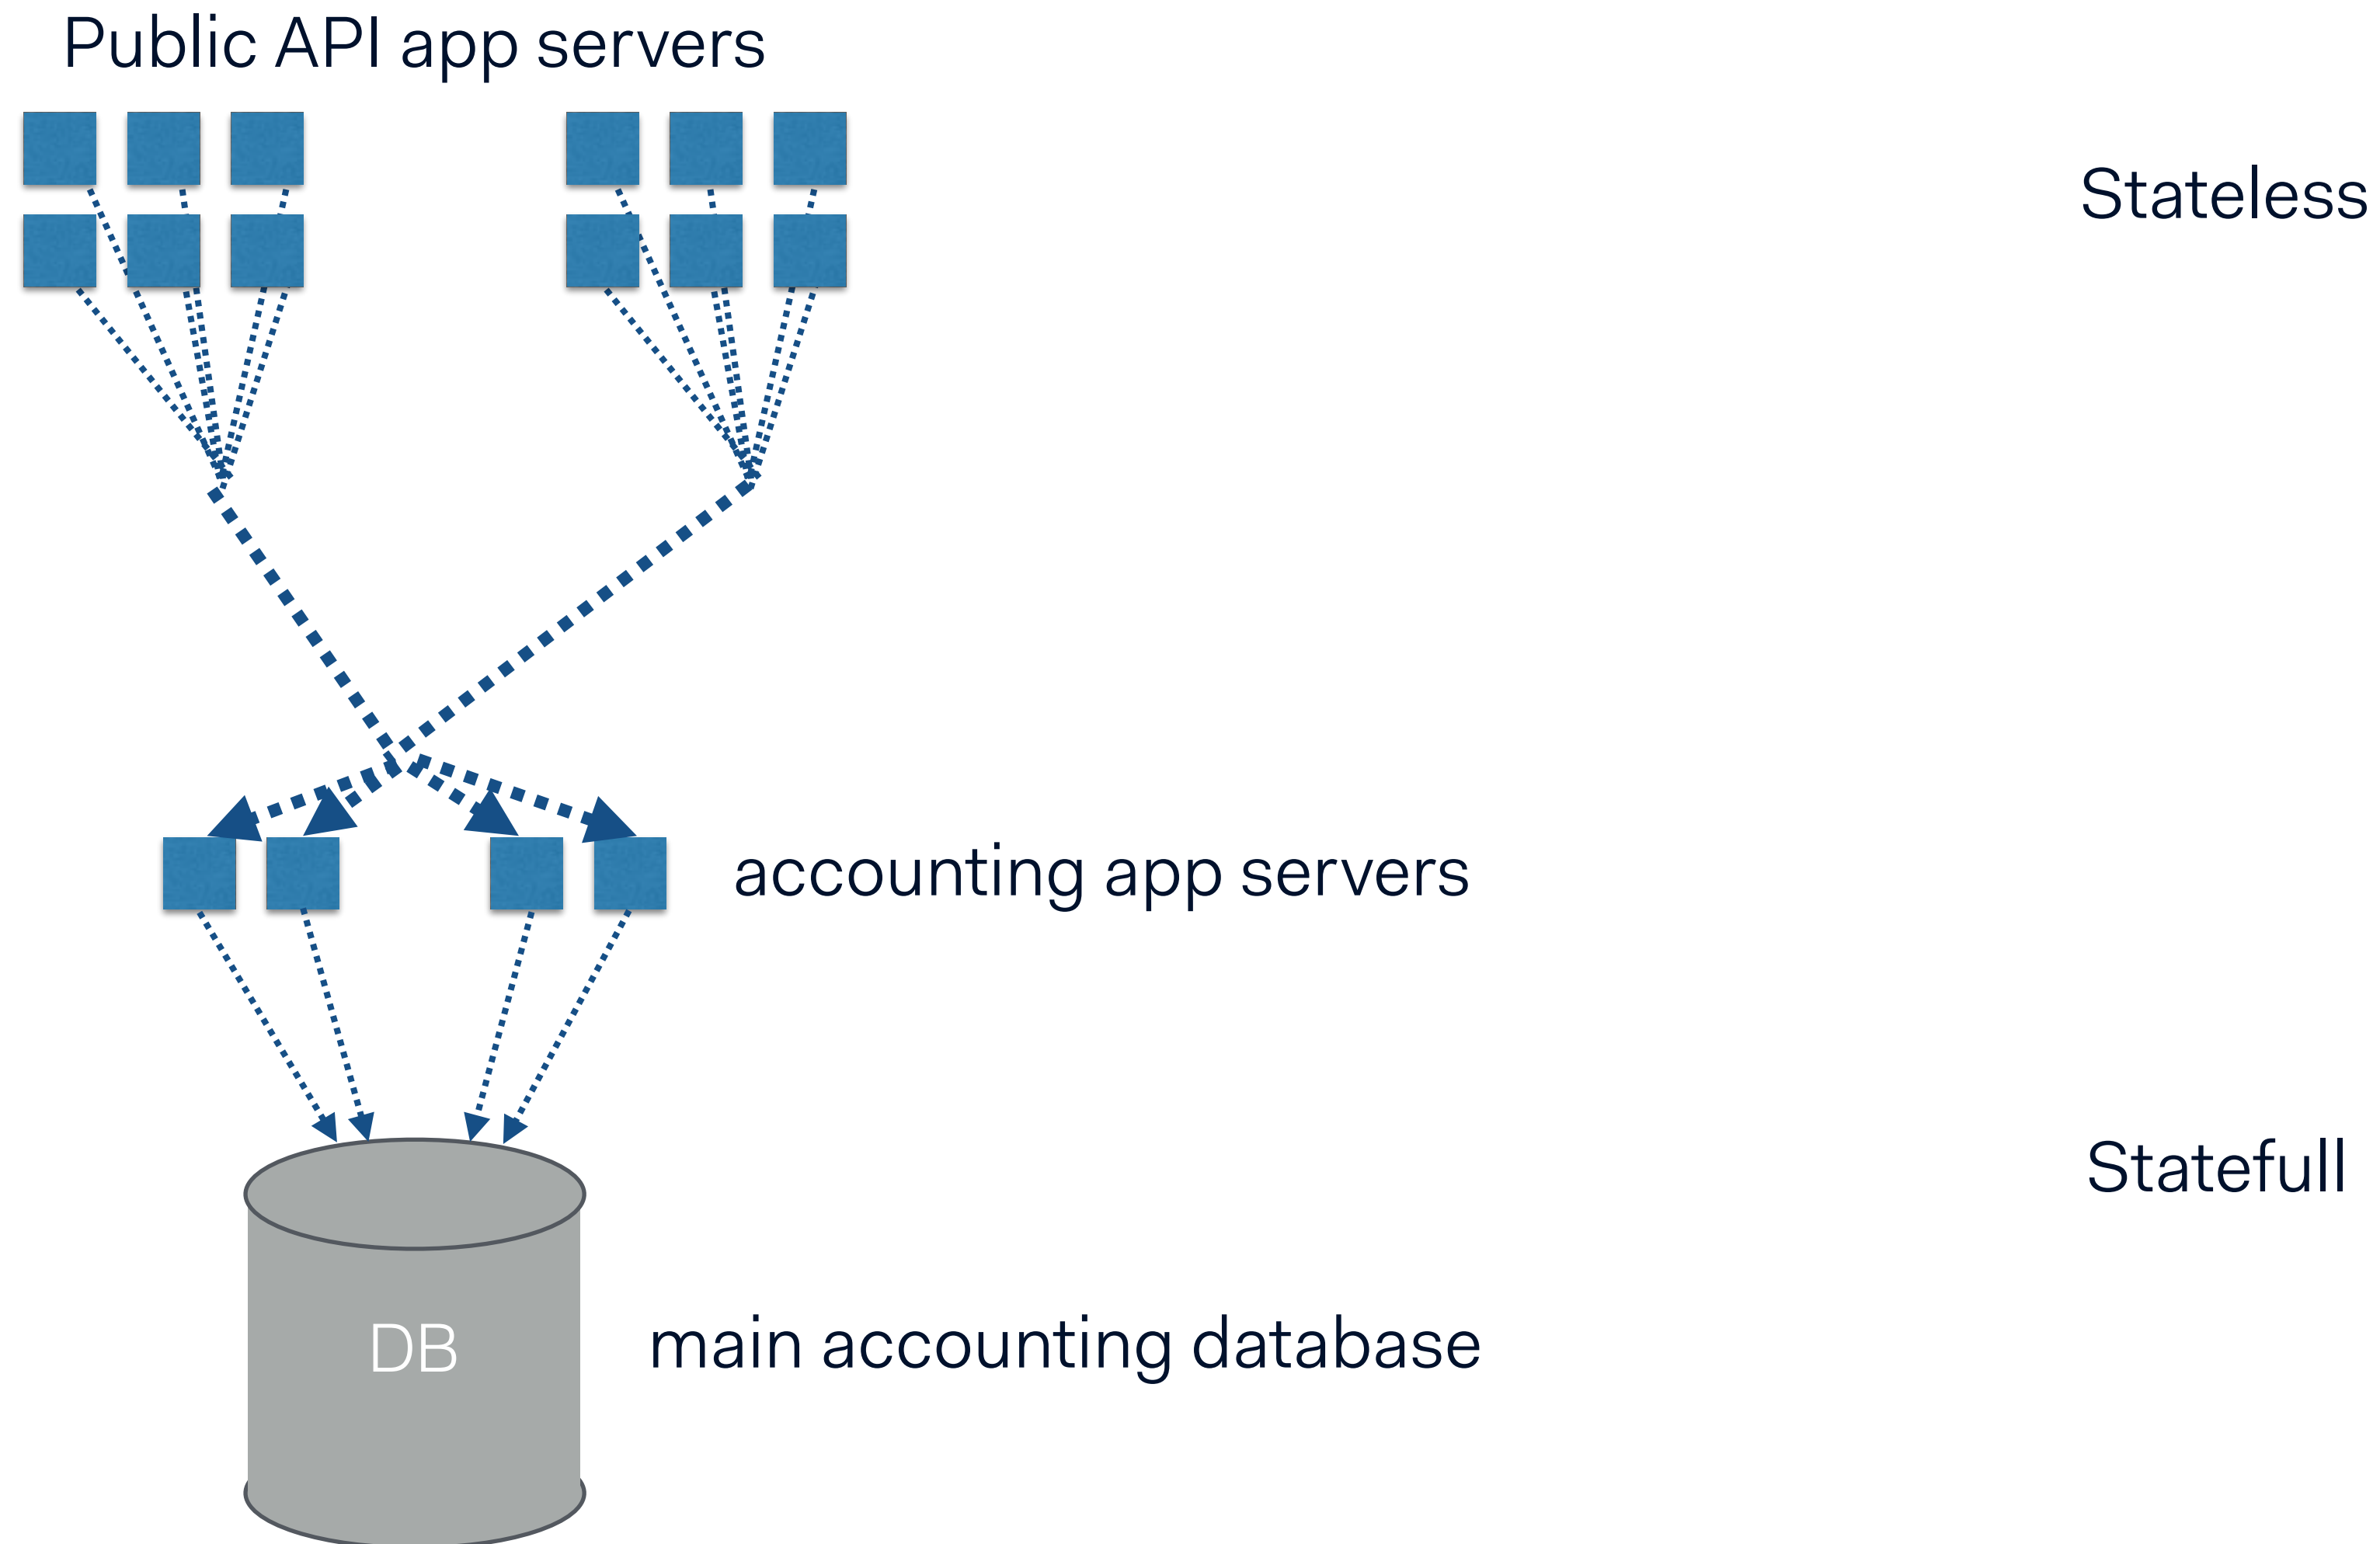 Public API app servers
Stateless
accounting app servers
Statefull
DB
main accounting database